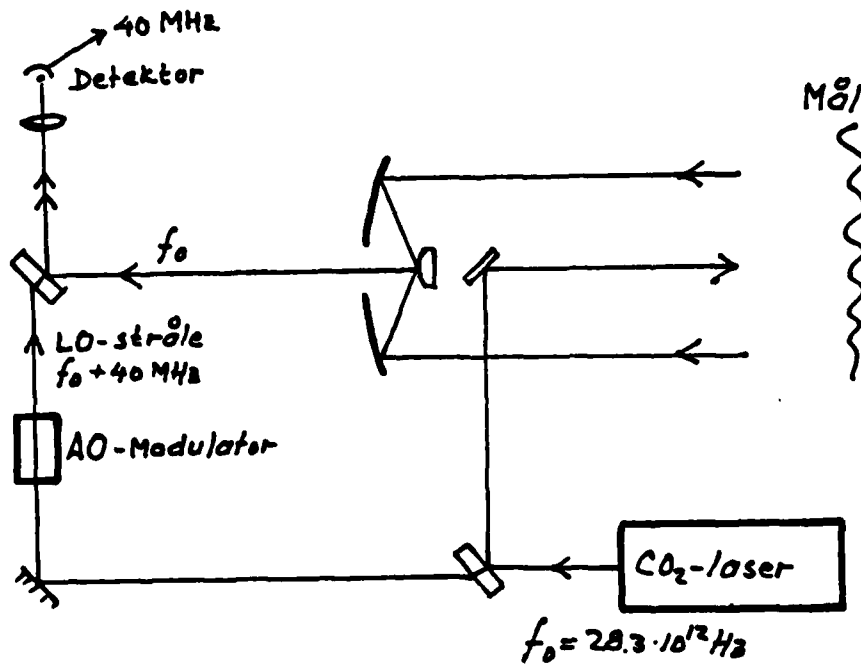 40 MHz
Detektor
Mål
f₀
LO-stråle
f₀ + 40 MHz
AO-Modulator
CO₂-laser
f₀ = 28.3·10¹² Hz